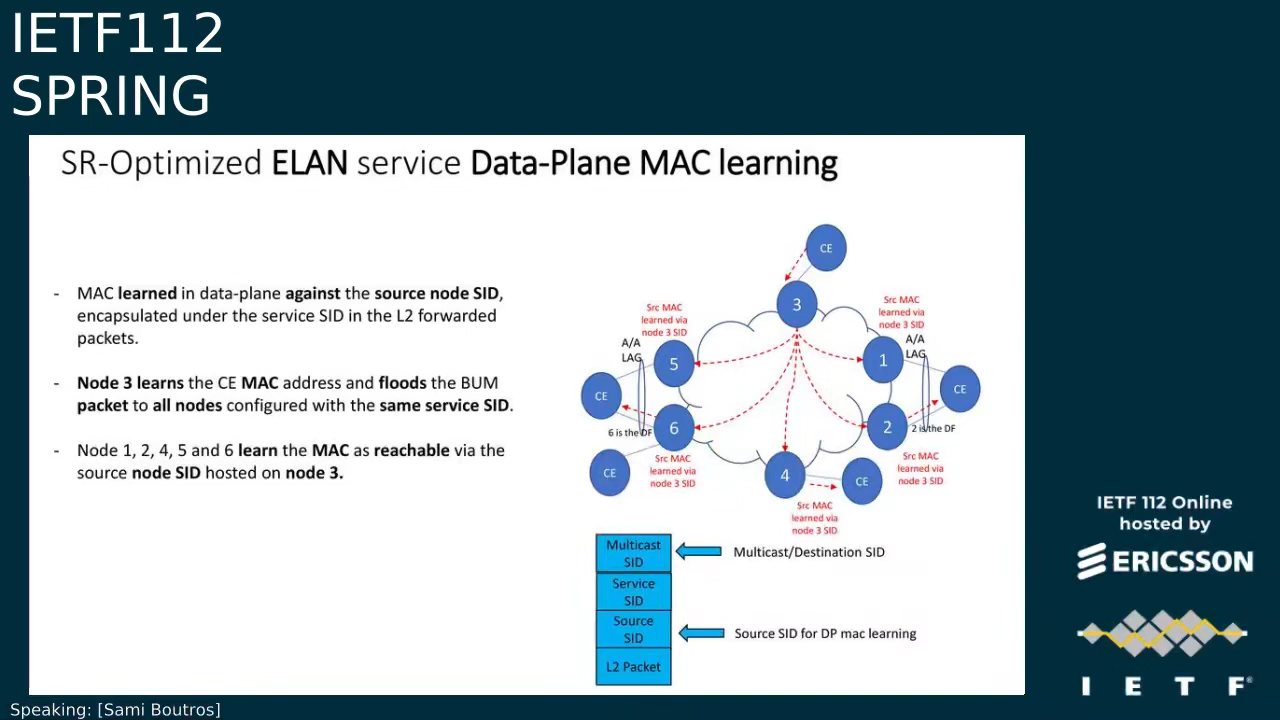 IETF112
SPRING
SR-Optimized ELAN service Data-Plane MAC learning
- MAC learned in data-plane against the source node SID,
encapsulated under the service SID in the L2 forwarded
packets.
- Node 3 learns the CE MAC address and floods the BUM
packet to all nodes configured with the same service SID.
- Node 1, 2, 4, 5 and 6 learn the MAC as reachable via the
source node SID hosted on node 3.
CE
3
Src MAC
learned via
node 3 SID
Src MAC
learned via
node 3 SID
A/A
LAG
A/A
LAG
5
1
CE
CE
6 is the DF
6
2
2 is the DF
CE
Src MAC
learned via
node 3 SID
4
CE
Src MAC
learned via
node 3 SID
Src MAC
learned via
node 3 SID
Multicast
SID
Multicast/Destination SID
Service
SID
Source
SID
Source SID for DP mac learning
L2 Packet
IETF 112 Online
hosted by
ERICSSON
I E T F®
Speaking: [Sami Boutros]